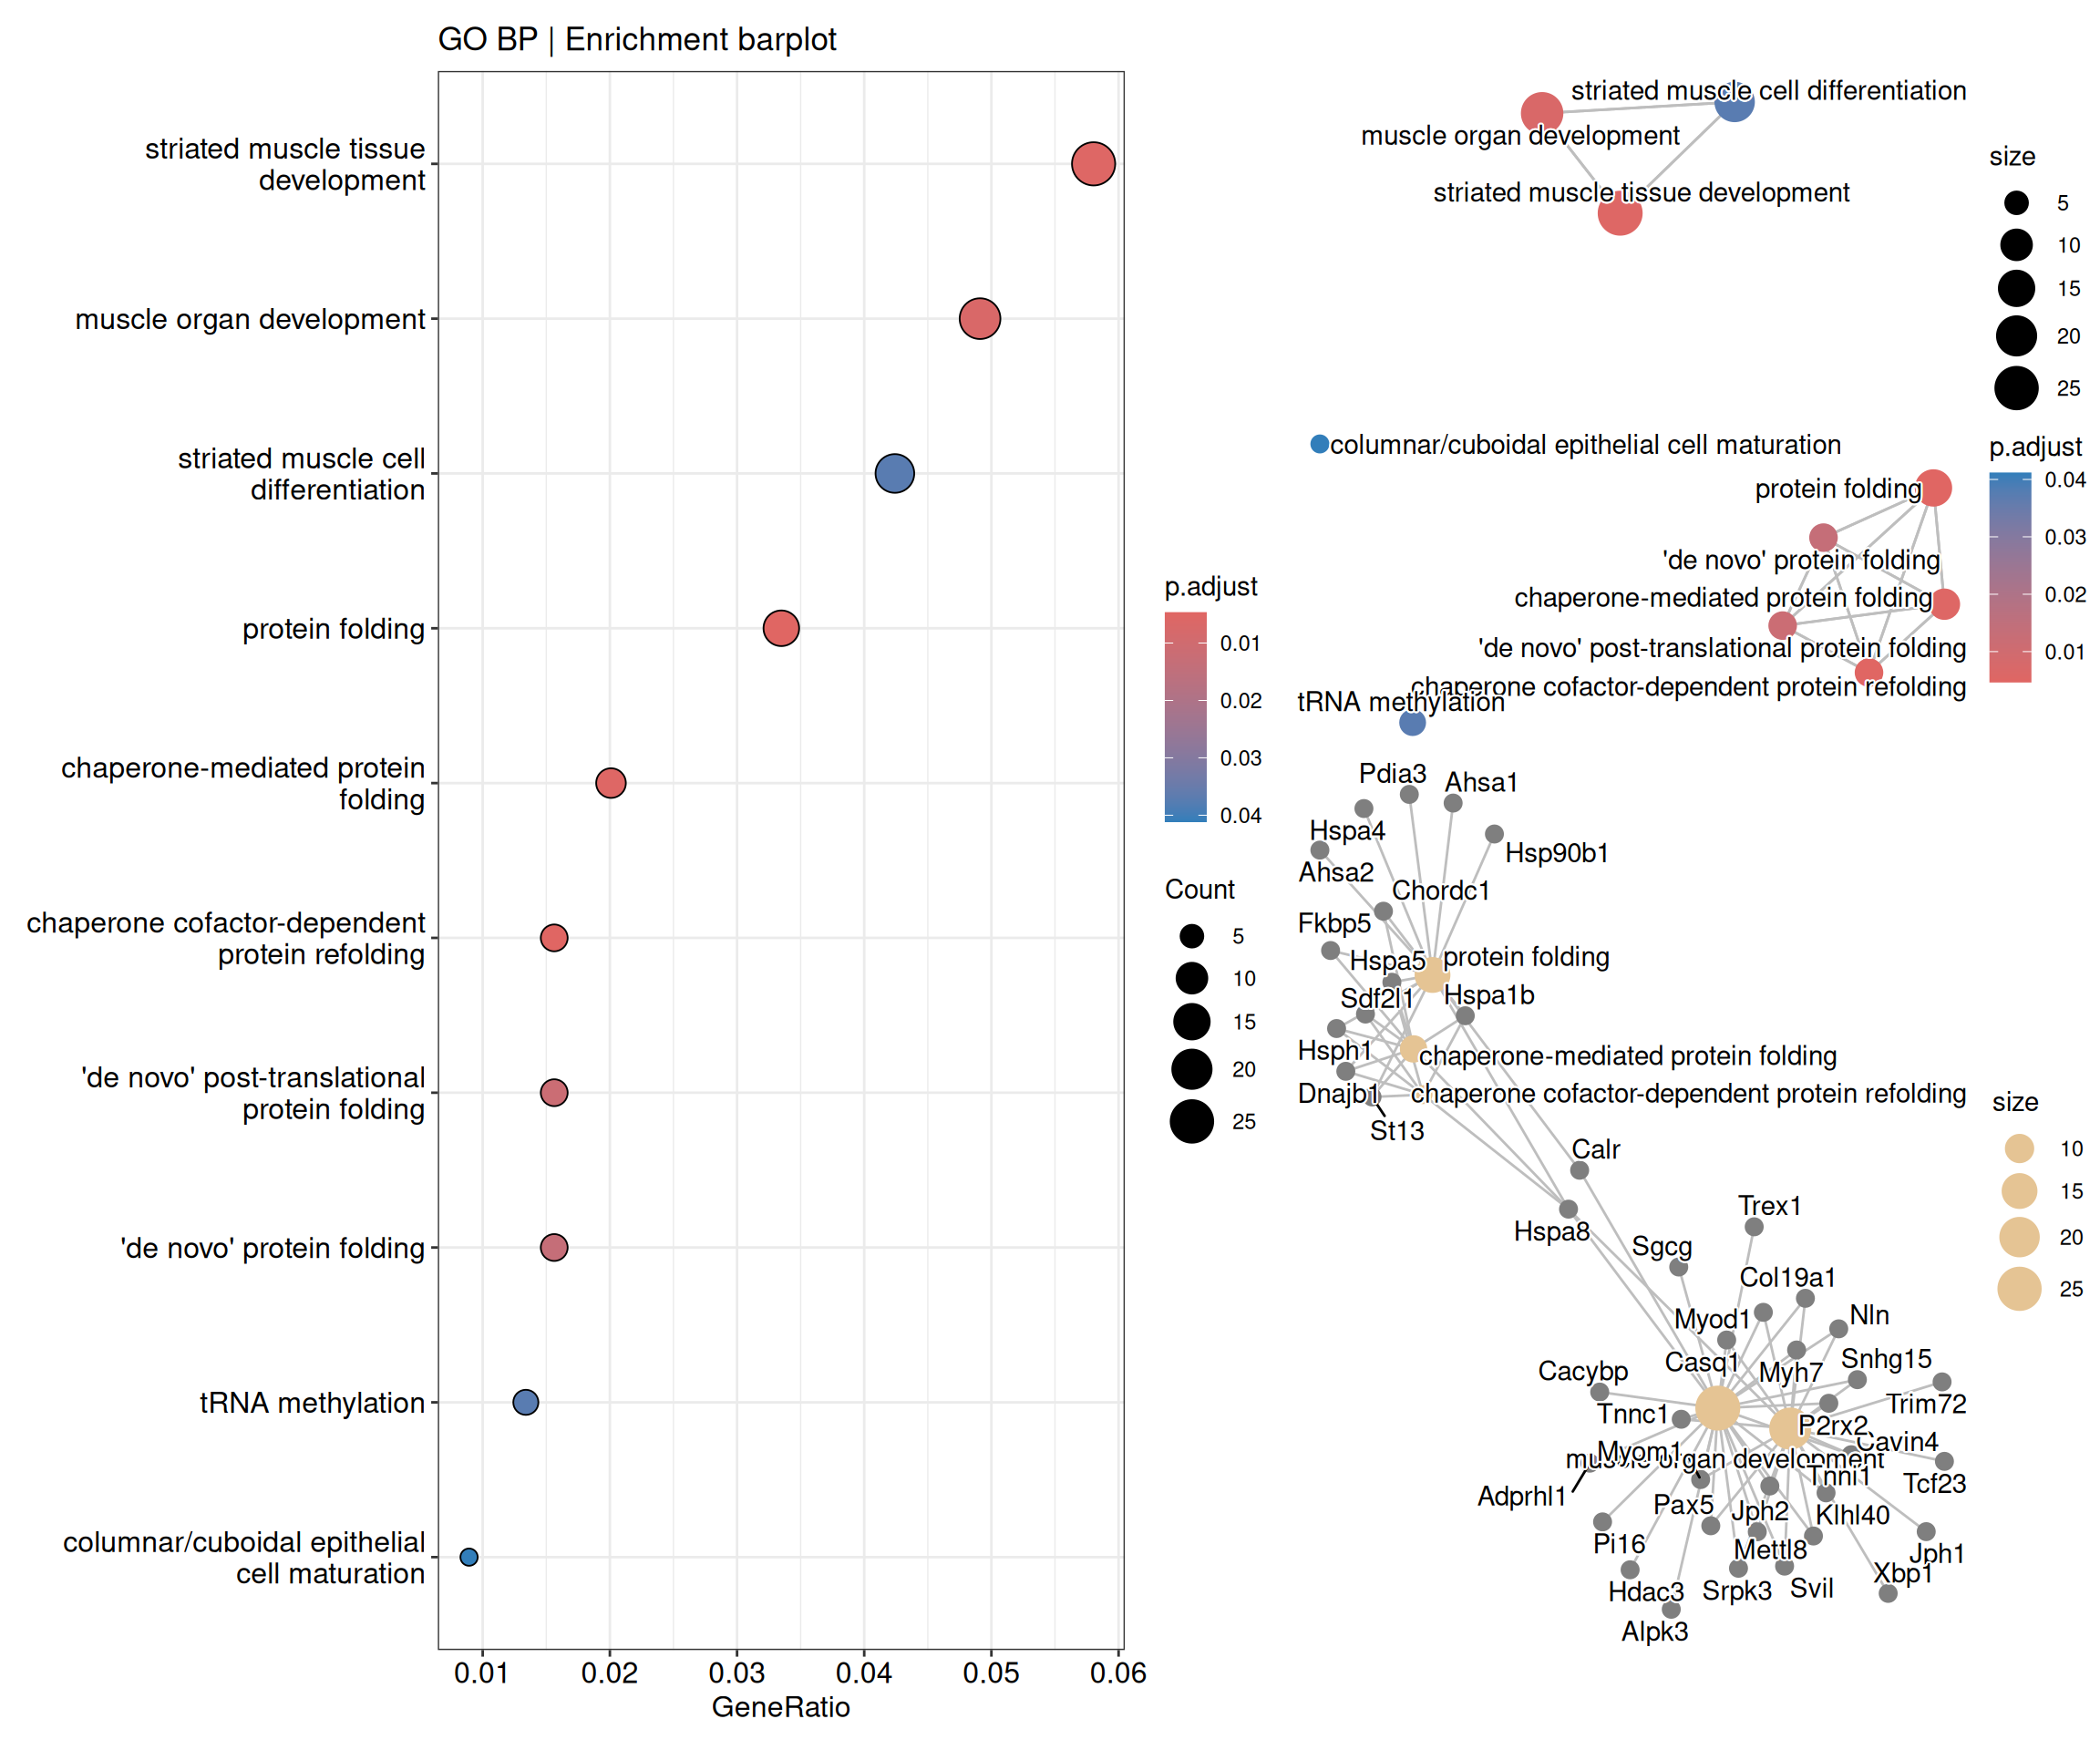 GO BP | Enrichment barplot
striated muscle tissue
development
muscle organ development
striated muscle cell
differentiation
protein folding
chaperone-mediated protein
folding
chaperone cofactor-dependent
protein refolding
'de novo' post-translational
protein folding
'de novo' protein folding
tRNA methylation
columnar/cuboidal epithelial
cell maturation
0.01
0.02
0.03
0.04
0.05
0.06
GeneRatio
p.adjust
0.01
0.02
0.03
0.04
Count
5
10
15
20
25
striated muscle cell differentiation
muscle organ development
striated muscle tissue development
columnar/cuboidal epithelial cell maturation
protein folding
'de novo' protein folding
chaperone-mediated protein folding
'de novo' post-translational protein folding
chaperone cofactor-dependent protein refolding
tRNA methylation
size
5
10
15
20
25
p.adjust
0.04
0.03
0.02
0.01
Pdia3
Ahsa1
Hspa4
Hsp90b1
Ahsa2
Chordc1
Fkbp5
Hspa5
protein folding
Sdf2l1
Hspa1b
Hsph1
chaperone-mediated protein folding
Dnajb1
chaperone cofactor-dependent protein refolding
St13
Calr
Hspa8
Trex1
Sgcg
Col19a1
Myod1
Nln
Casq1
Myh7
Snhg15
Cacybp
Tnnc1
Trim72
P2rx2
Cavin4
Myom1
muscle organ development
Tnni1
Tcf23
Adprhl1
Pax5
Jph2
Klhl40
Pi16
Mettl8
Jph1
Xbp1
Hdac3
Srpk3
Svil
Alpk3
size
10
15
20
25